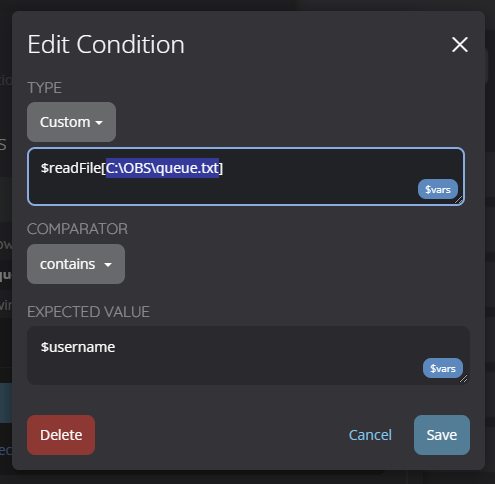 Edit Condition
TYPE
Custom
$readFile[C:\OBS\queue.txt]
$vars
COMPARATOR
contains
EXPECTED VALUE
$username
$vars
Delete
Cancel
Save